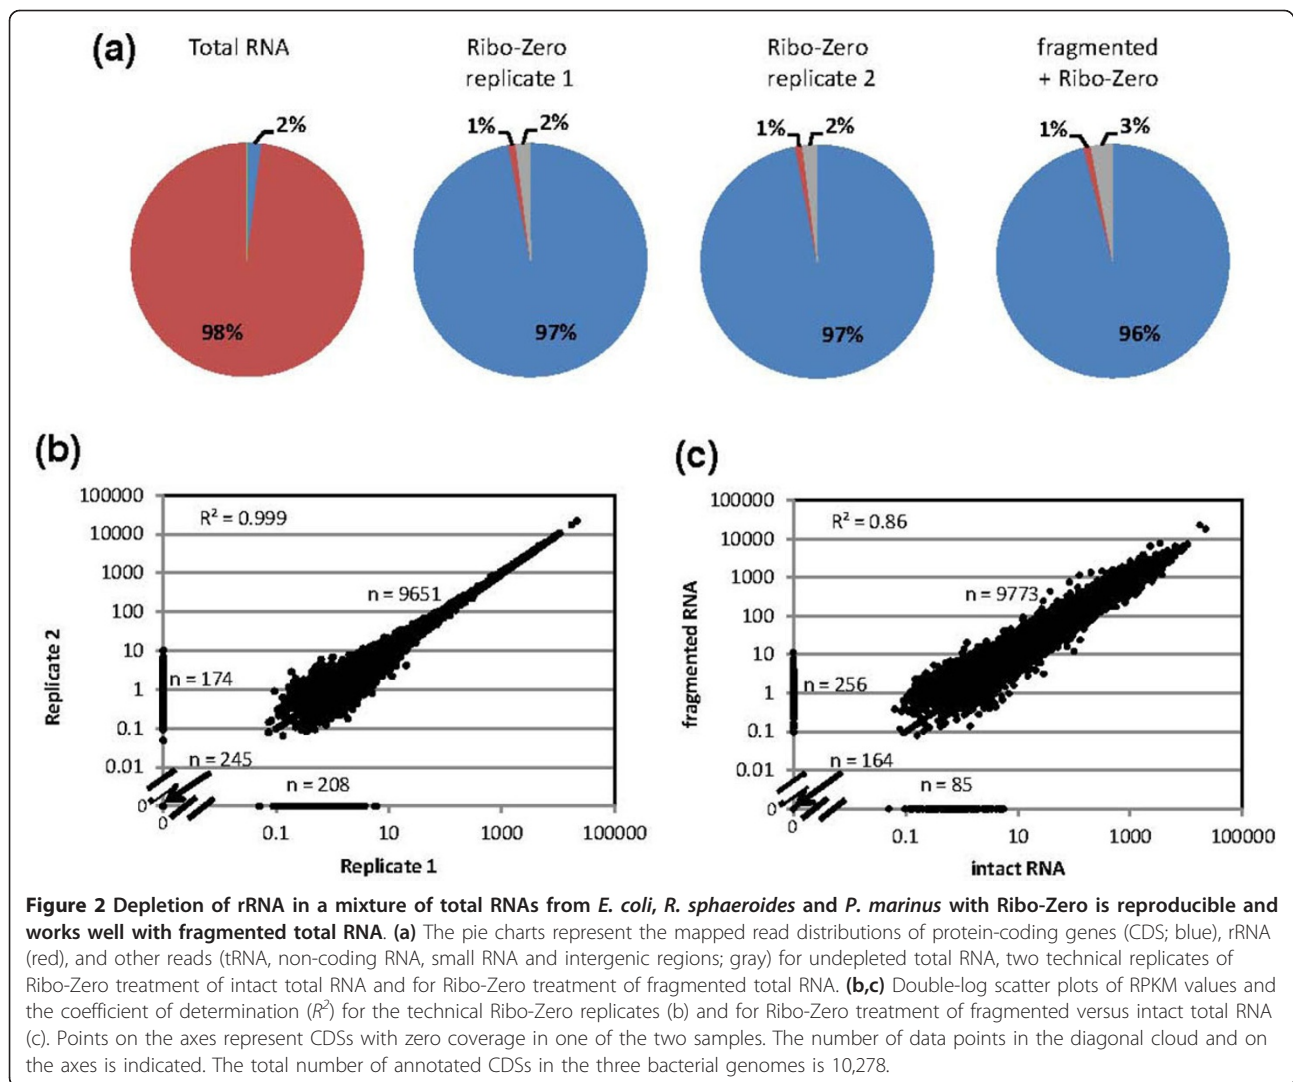 (a)
Total RNA
Ribo-Zero
replicate 1
Ribo-Zero
replicate 2
fragmented
+ Ribo-Zero
2%
98%
1%
2%
97%
1%
2%
97%
1%
3%
96%
(b)
100000
10000
1000
100
10
1
0.1
0.01
0
Replicate 2
R² = 0.999
n = 9651
n = 174
n = 245
n = 208
0
0.1
10
1000
100000
Replicate 1
(c)
100000
10000
1000
100
10
1
0.1
0.01
0
fragmented RNA
R² = 0.86
n = 9773
n = 256
n = 164
n = 85
0
0.1
10
1000
100000
intact RNA
Figure 2 Depletion of rRNA in a mixture of total RNAs from E. coli, R. sphaeroides and P. marinus with Ribo-Zero is reproducible and
works well with fragmented total RNA. (a) The pie charts represent the mapped read distributions of protein-coding genes (CDS; blue), rRNA
(red), and other reads (tRNA, non-coding RNA, small RNA and intergenic regions; gray) for undepleted total RNA, two technical replicates of
Ribo-Zero treatment of intact total RNA and for Ribo-Zero treatment of fragmented total RNA. (b,c) Double-log scatter plots of RPKM values and
the coefficient of determination (R²) for the technical Ribo-Zero replicates (b) and for Ribo-Zero treatment of fragmented versus intact total RNA
(c). Points on the axes represent CDSs with zero coverage in one of the two samples. The number of data points in the diagonal cloud and on
the axes is indicated. The total number of annotated CDSs in the three bacterial genomes is 10,278.